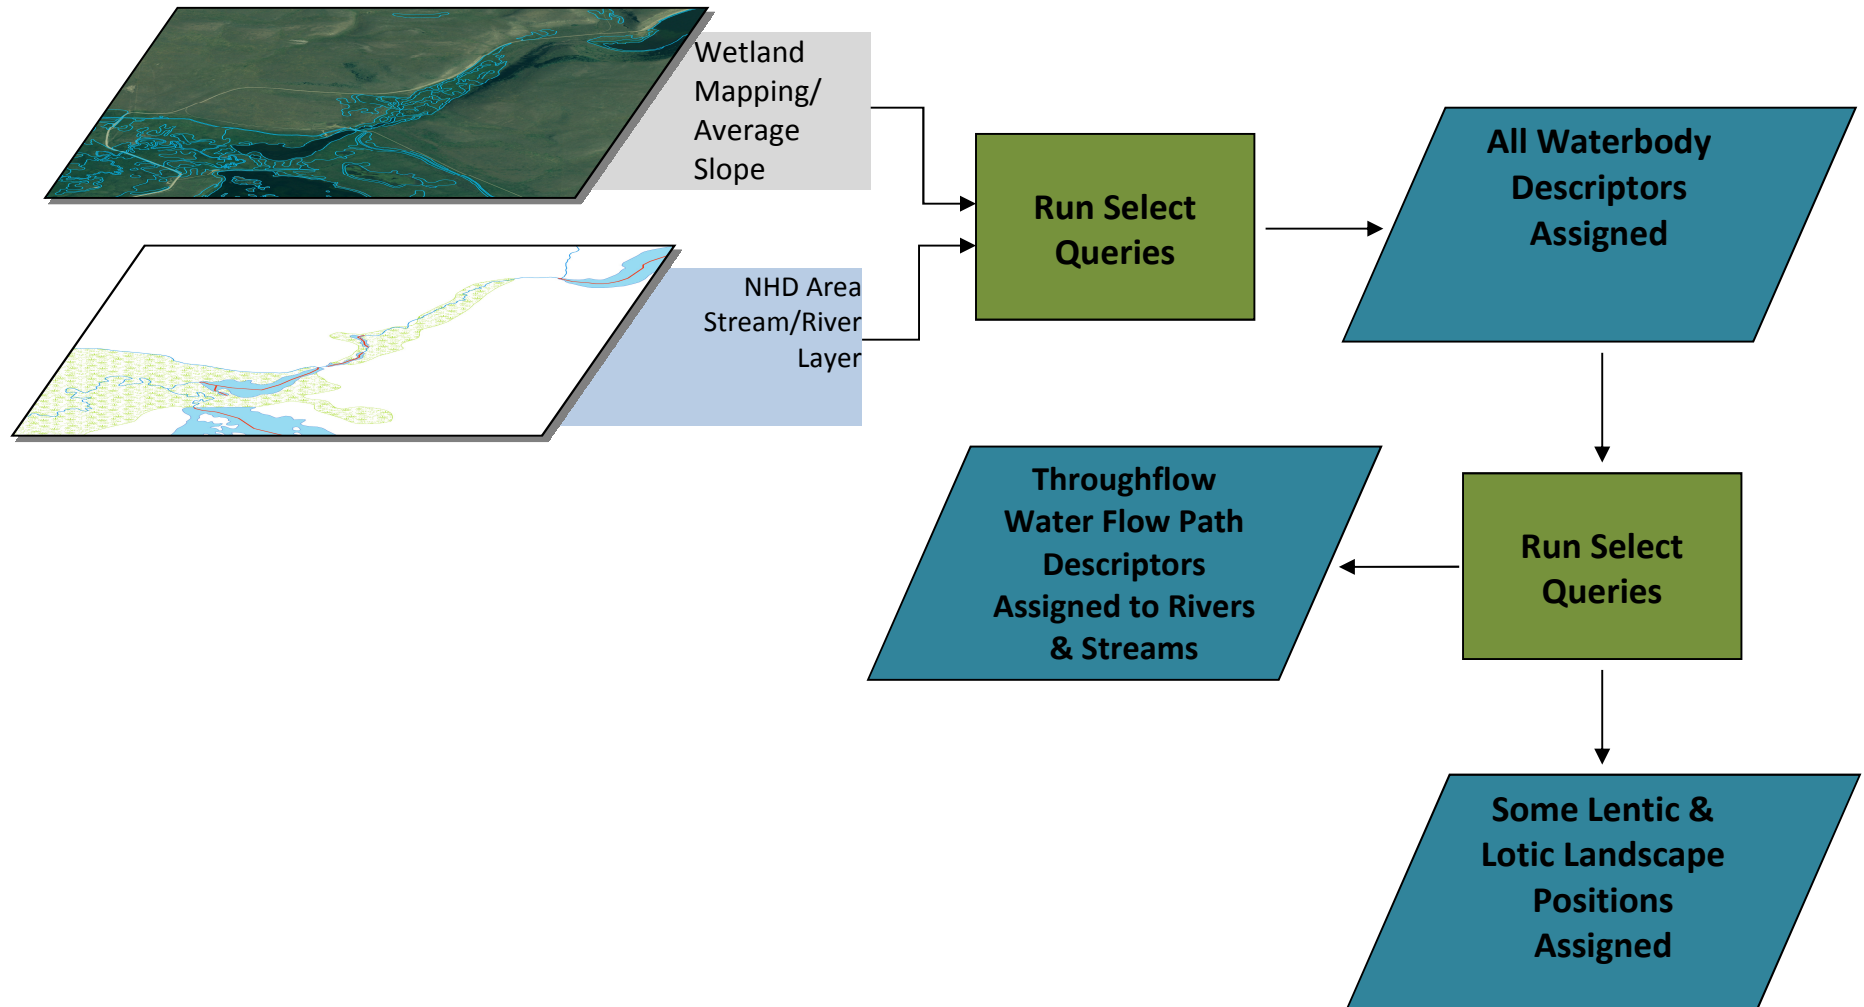 Wetland
Mapping/
Average
Slope
NHD Area
Stream/River
Layer
Run Select
Queries
All Waterbody
Descriptors
Assigned
Throughflow
Water Flow Path
Descriptors
Assigned to Rivers
& Streams
Run Select
Queries
Some Lentic &
Lotic Landscape
Positions
Assigned